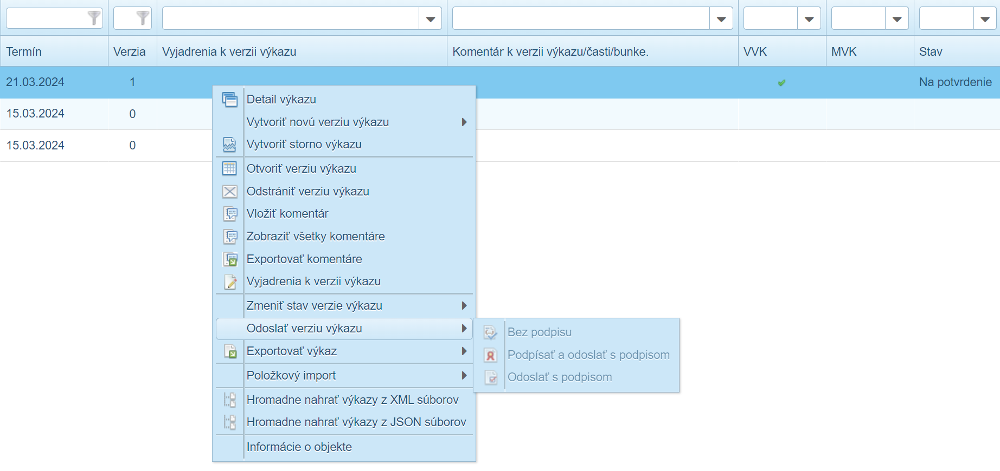 Termín Verzia Vyjadrenia k verzii výkazu Komentár k verzii výkazu/časti/bunke. VVK MVK Stav
21.03.2024 1 Na potvrdenie
15.03.2024 0
15.03.2024 0
Detail výkazu
Vytvoriť novú verziu výkazu
Vytvoriť storno výkazu
Otvoriť verziu výkazu
Odstrániť verziu výkazu
Vložiť komentár
Zobraziť všetky komentáre
Exportovať komentáre
Vyjadrenia k verzii výkazu
Zmeniť stav verzie výkazu
Odoslať verziu výkazu
Exportovať výkaz
Položkový import
Hromadne nahrať výkazy z XML súborov
Hromadne nahrať výkazy z JSON súborov
Informácie o objekte
Bez podpisu
Podpísať a odoslať s podpisom
Odoslať s podpisom